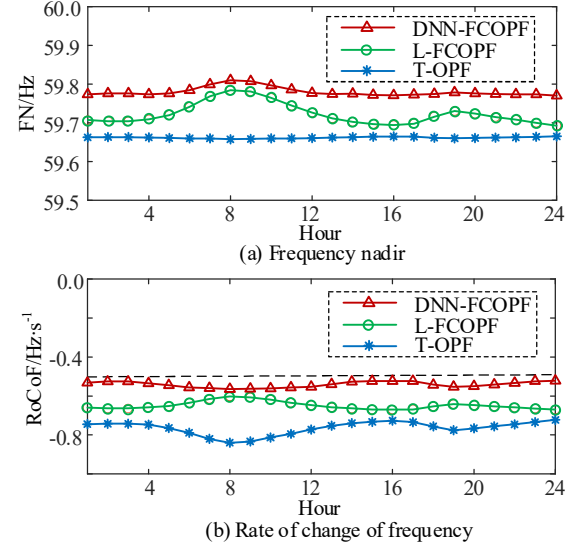 60.0
59.9
59.8
59.7
59.6
59.5
FN/Hz
DNN-FCOPF
L-FCOPF
T-OPF
4 8 12 16 20 24
Hour
(a) Frequency nadir
0.0
-0.4
-0.8
RoCoF/Hz·s⁻¹
DNN-FCOPF
L-FCOPF
T-OPF
4 8 12 16 20 24
Hour
(b) Rate of change of frequency